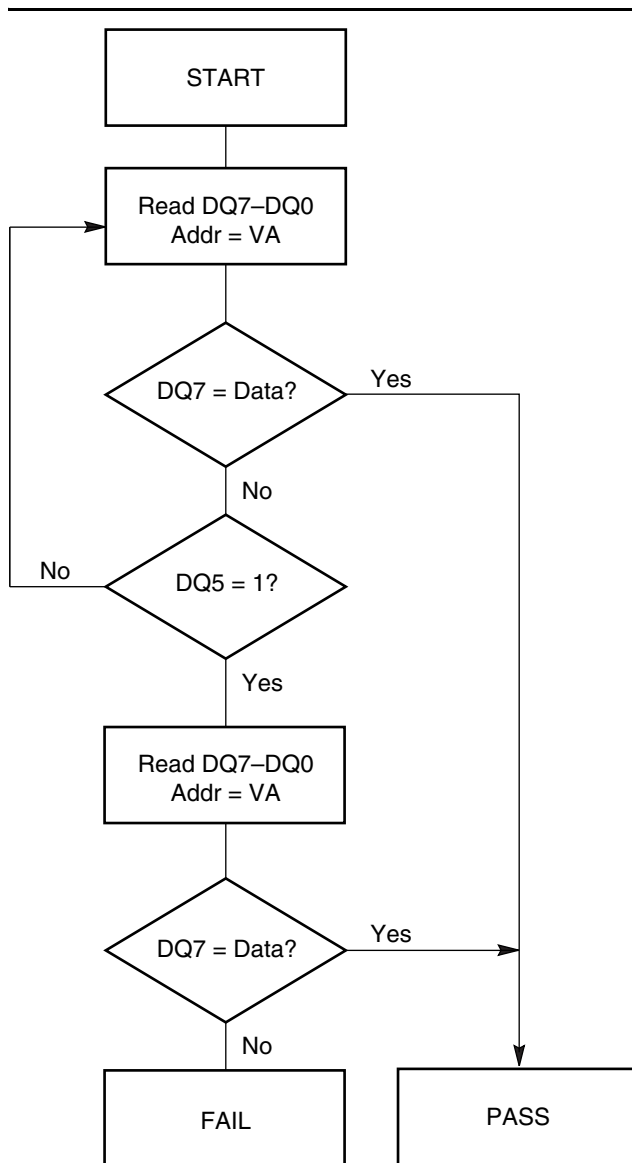 START
Read DQ7–DQ0
Addr = VA
DQ7 = Data?
Yes
No
DQ5 = 1?
No
Yes
Read DQ7–DQ0
Addr = VA
DQ7 = Data?
Yes
No
FAIL
PASS